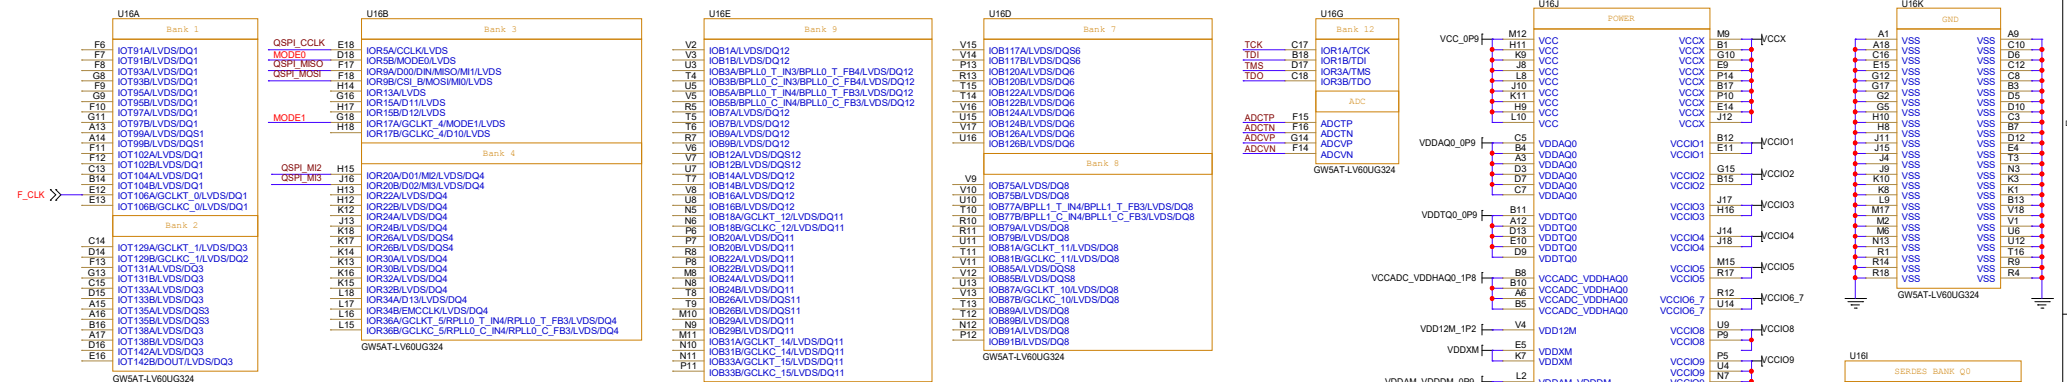 U16A
Bank 1
F6 IOT91A/LVDS/DQ1
F7 IOT91B/LVDS/DQ1
F8 IOT93A/LVDS/DQ1
G8 IOT93B/LVDS/DQ1
F9 IOT95A/LVDS/DQ1
G9 IOT95B/LVDS/DQ1
F10 IOT97A/LVDS/DQ1
G11 IOT97B/LVDS/DQ1
A13 IOT99A/LVDS/DQS1
A14 IOT99B/LVDS/DQS1
F11 IOT102A/LVDS/DQ1
F12 IOT102B/LVDS/DQ1
C13 IOT104A/LVDS/DQ1
B14 IOT104B/LVDS/DQ1
F_CLK E12 IOT106A/GCLKT_0/LVDS/DQ1
E13 IOT106B/GCLKC_0/LVDS/DQ1
Bank 2
C14 IOT129A/GCLKT_1/LVDS/DQ3
D14 IOT129B/GCLKC_1/LVDS/DQ2
F13 IOT131A/LVDS/DQ3
G13 IOT131B/LVDS/DQ3
C15 IOT133A/LVDS/DQ3
D15 IOT133B/LVDS/DQ3
A15 IOT135A/LVDS/DQS3
A16 IOT135B/LVDS/DQS3
B16 IOT138A/LVDS/DQ3
A17 IOT138B/LVDS/DQ3
D16 IOT142A/LVDS/DQ3
E16 IOT142B/DOUT/LVDS/DQ3
GW5AT-LV60UG324
U16B
Bank 3
QSPI_CCLK E18 IOR5A/CCLK/LVDS
MODE0 D18 IOR5B/MODE0/LVDS
QSPI_MISO F17 IOR9A/D00/DIN/MISO/MI1/LVDS
QSPI_MOSI F18 IOR9B/CSI_B/MOSI/MI0/LVDS
H14 IOR13A/LVDS
G16 IOR15A/D11/LVDS
H17 IOR15B/D12/LVDS
MODE1 G18 IOR17A/GCLKT_4/MODE1/LVDS
H18 IOR17B/GCLKC_4/D10/LVDS
Bank 4
QSPI_MI2 H15 IOR20A/D01/MI2/LVDS/DQ4
QSPI_MI3 J16 IOR20B/D02/MI3/LVDS/DQ4
H13 IOR22A/LVDS/DQ4
H12 IOR22B/LVDS/DQ4
K12 IOR24A/LVDS/DQ4
J13 IOR24B/LVDS/DQ4
K18 IOR26A/LVDS/DQS4
K17 IOR26B/LVDS/DQS4
K14 IOR30A/LVDS/DQ4
K13 IOR30B/LVDS/DQ4
K16 IOR32A/LVDS/DQ4
K15 IOR32B/LVDS/DQ4
L18 IOR34A/D13/LVDS/DQ4
L17 IOR34B/EMCCLK/LVDS/DQ4
L16 IOR36A/GCLKT_5/RPLL0_T_IN4/RPLL0_T_FB3/LVDS/DQ4
L15 IOR36B/GCLKC_5/RPLL0_C_IN4/RPLL0_C_FB3/LVDS/DQ4
GW5AT-LV60UG324
U16E
Bank 9
V2 IOB1A/LVDS/DQ12
V3 IOB1B/LVDS/DQ12
U3 IOB3A/BPLL0_T_IN3/BPLL0_T_FB4/LVDS/DQ12
T4 IOB3B/BPLL0_C_IN3/BPLL0_C_FB4/LVDS/DQ12
U5 IOB5A/BPLL0_T_IN4/BPLL0_T_FB3/LVDS/DQ12
V5 IOB5B/BPLL0_C_IN4/BPLL0_C_FB3/LVDS/DQ12
R5 IOB7A/LVDS/DQ12
T5 IOB7B/LVDS/DQ12
T6 IOB9A/LVDS/DQ12
R7 IOB9B/LVDS/DQ12
V6 IOB12A/LVDS/DQS12
V7 IOB12B/LVDS/DQS12
U7 IOB14A/LVDS/DQ12
T7 IOB14B/LVDS/DQ12
V8 IOB16A/LVDS/DQ12
U8 IOB16B/LVDS/DQ12
N5 IOB18A/GCLKT_12/LVDS/DQ11
N6 IOB18B/GCLKC_12/LVDS/DQ11
P6 IOB20A/LVDS/DQ11
P7 IOB20B/LVDS/DQ11
R8 IOB22A/LVDS/DQ11
P8 IOB22B/LVDS/DQ11
M8 IOB24A/LVDS/DQ11
N8 IOB24B/LVDS/DQ11
T8 IOB26A/LVDS/DQS11
T9 IOB26B/LVDS/DQS11
M10 IOB29A/LVDS/DQ11
N9 IOB29B/LVDS/DQ11
M11 IOB31A/GCLKT_14/LVDS/DQ11
N10 IOB31B/GCLKC_14/LVDS/DQ11
N11 IOB33A/GCLKT_15/LVDS/DQ11
P11 IOB33B/GCLKC_15/LVDS/DQ11
U16D
Bank 7
V15 IOB117A/LVDS/DQS6
V14 IOB117B/LVDS/DQS6
P13 IOB120A/LVDS/DQ6
R13 IOB120B/LVDS/DQ6
T15 IOB122A/LVDS/DQ6
T14 IOB122B/LVDS/DQ6
V16 IOB124A/LVDS/DQ6
U15 IOB124B/LVDS/DQ6
V17 IOB126A/LVDS/DQ6
U16 IOB126B/LVDS/DQ6
Bank 8
V9 IOB75A/LVDS/DQ8
V10 IOB75B/LVDS/DQ8
U10 IOB77A/BPLL1_T_IN4/BPLL1_T_FB3/LVDS/DQ8
T10 IOB77B/BPLL1_C_IN4/BPLL1_C_FB3/LVDS/DQ8
R10 IOB79A/LVDS/DQ8
R11 IOB79B/LVDS/DQ8
U11 IOB81A/GCLKT_11/LVDS/DQ8
T11 IOB81B/GCLKC_11/LVDS/DQ8
V11 IOB85A/LVDS/DQS8
V12 IOB85B/LVDS/DQS8
U13 IOB87A/GCLKT_10/LVDS/DQ8
V13 IOB87B/GCLKC_10/LVDS/DQ8
T13 IOB89A/LVDS/DQ8
T12 IOB89B/LVDS/DQ8
N12 IOB91A/LVDS/DQ8
P12 IOB91B/LVDS/DQ8
GW5AT-LV60UG324
U16G
Bank 12
TCK C17 IOR1A/TCK
TDI B18 IOR1B/TDI
TMS D17 IOR3A/TMS
TDO C18 IOR3B/TDO
ADC
ADCTP F15 ADCTP
ADCTN F16 ADCTN
ADCVP G14 ADCVP
ADCVN F14 ADCVN
GW5AT-LV60UG324
U16J
POWER
VCC_0P9 M12 VCC VCCX M9 VCCX
H11 VCC VCCX B1
K9 VCC VCCX G10
J8 VCC VCCX E9
L8 VCC VCCX P14
J10 VCC VCCX B17
K11 VCC VCCX P10
H9 VCC VCCX E14
L10 VCC VCCX J12
VDDAQ0_0P9 C5 VDDAQ0 VCCIO1 B12 VCCIO1
B4 VDDAQ0 VCCIO1 E11
A3 VDDAQ0
D3 VDDAQ0 VCCIO2 G15 VCCIO2
D7 VDDAQ0 VCCIO2 B15
C7 VDDAQ0
VCCIO3 J17 VCCIO3
VDDTQ0_0P9 B11 VDDTQ0 VCCIO3 H16
A12 VDDTQ0
D13 VDDTQ0 VCCIO4 J14 VCCIO4
E10 VDDTQ0 VCCIO4 J18
D9 VDDTQ0
VCCIO5 M15 VCCIO5
VCCADC_VDDHAQ0_1P8 B8 VCCADC_VDDHAQ0 VCCIO5 R17
B10 VCCADC_VDDHAQ0
A6 VCCADC_VDDHAQ0 VCCIO6_7 R12 VCCIO6_7
B5 VCCADC_VDDHAQ0 VCCIO6_7 U14
VDD12M_1P2 V4 VDD12M VCCIO8 U9 VCCIO8
VCCIO8 P9
VDDXM E5 VDDXM
K7 VDDXM VCCIO9 P5 VCCIO9
VCCIO9 U4
VDDAM_VDDDM_0P9 L2 VDDAM_VDDDM VCCIO9 N7
U16K
GND
A1 VSS VSS A9
A18 VSS VSS C10
C16 VSS VSS D6
E15 VSS VSS C12
G12 VSS VSS C8
G17 VSS VSS B3
G2 VSS VSS D5
G5 VSS VSS D10
H10 VSS VSS C3
H8 VSS VSS B7
J11 VSS VSS D12
J15 VSS VSS E4
J4 VSS VSS T3
J9 VSS VSS N3
K10 VSS VSS K3
K8 VSS VSS K1
L9 VSS VSS B13
M17 VSS VSS V18
M2 VSS VSS V1
M6 VSS VSS U6
N13 VSS VSS U12
R1 VSS VSS T16
R14 VSS VSS R9
R18 VSS VSS R4
GW5AT-LV60UG324
U16I
SERDES BANK Q0